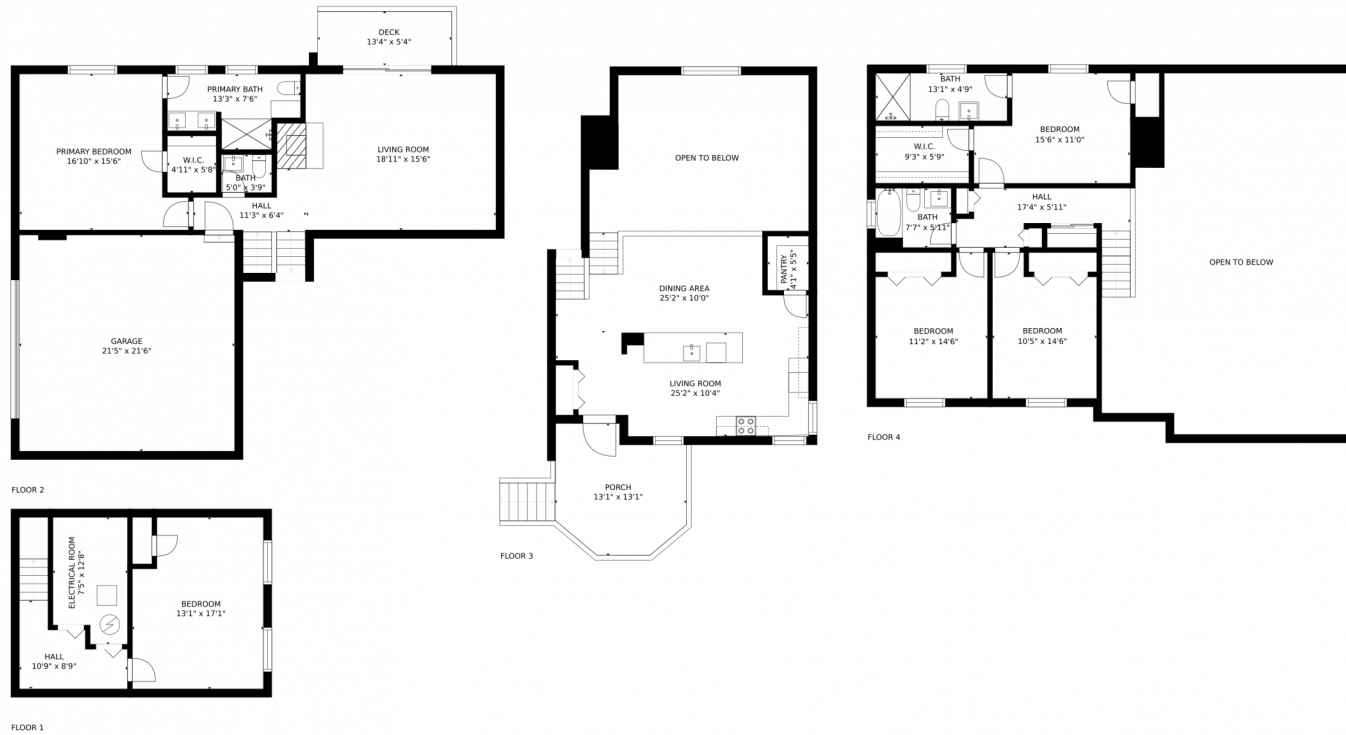 DECK
13'4" x 5'4"
PRIMARY BATH
13'3" x 7'6"
PRIMARY BEDROOM
16'10" x 15'6"
W.I.C.
4'11" x 5'8"
BATH
5'0" x 3'9"
LIVING ROOM
18'11" x 15'6"
HALL
11'3" x 6'4"
GARAGE
21'5" x 21'6"
FLOOR 2
ELECTRICAL ROOM
7'5" x 12'8"
BEDROOM
13'1" x 17'1"
HALL
10'9" x 8'9"
FLOOR 1
OPEN TO BELOW
PANTRY
4'1" x 5'5"
DINING AREA
25'2" x 10'0"
LIVING ROOM
25'2" x 10'4"
PORCH
13'1" x 13'1"
FLOOR 3
BATH
13'1" x 4'9"
BEDROOM
15'6" x 11'0"
W.I.C.
9'3" x 5'9"
HALL
17'4" x 5'11"
BATH
7'7" x 5'11"
OPEN TO BELOW
BEDROOM
11'2" x 14'6"
BEDROOM
10'5" x 14'6"
FLOOR 4